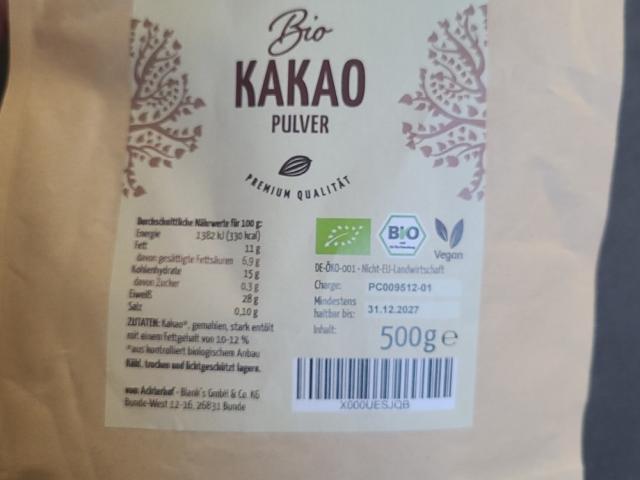 Bio
KAKAO
PULVER
PREMIUM QUALITÄT
Durchschnittliche Nährwerte für 100 g:
Energie 1382 kJ (330 kcal)
Fett 11 g
davon gesättigte Fettsäuren 6,9 g
Kohlenhydrate 15 g
davon Zucker 0,3 g
Eiweiß 28 g
Salz 0,10 g
ZUTATEN: Kakao*, gemahlen, stark entölt
mit einem Fettgehalt von 10-12 %
*aus kontrolliert biologischem Anbau
Kühl, trocken und lichtgeschützt lagern.
von: Achterhof - Blank's GmbH & Co. KG
Bunde-West 12-16, 26831 Bunde
BIO
Vegan
DE-ÖKO-001 - Nicht-EU-Landwirtschaft
Charge: PC009512-01
Mindestens
haltbar bis: 31.12.2027
Inhalt: 500g e
X000UESJQB